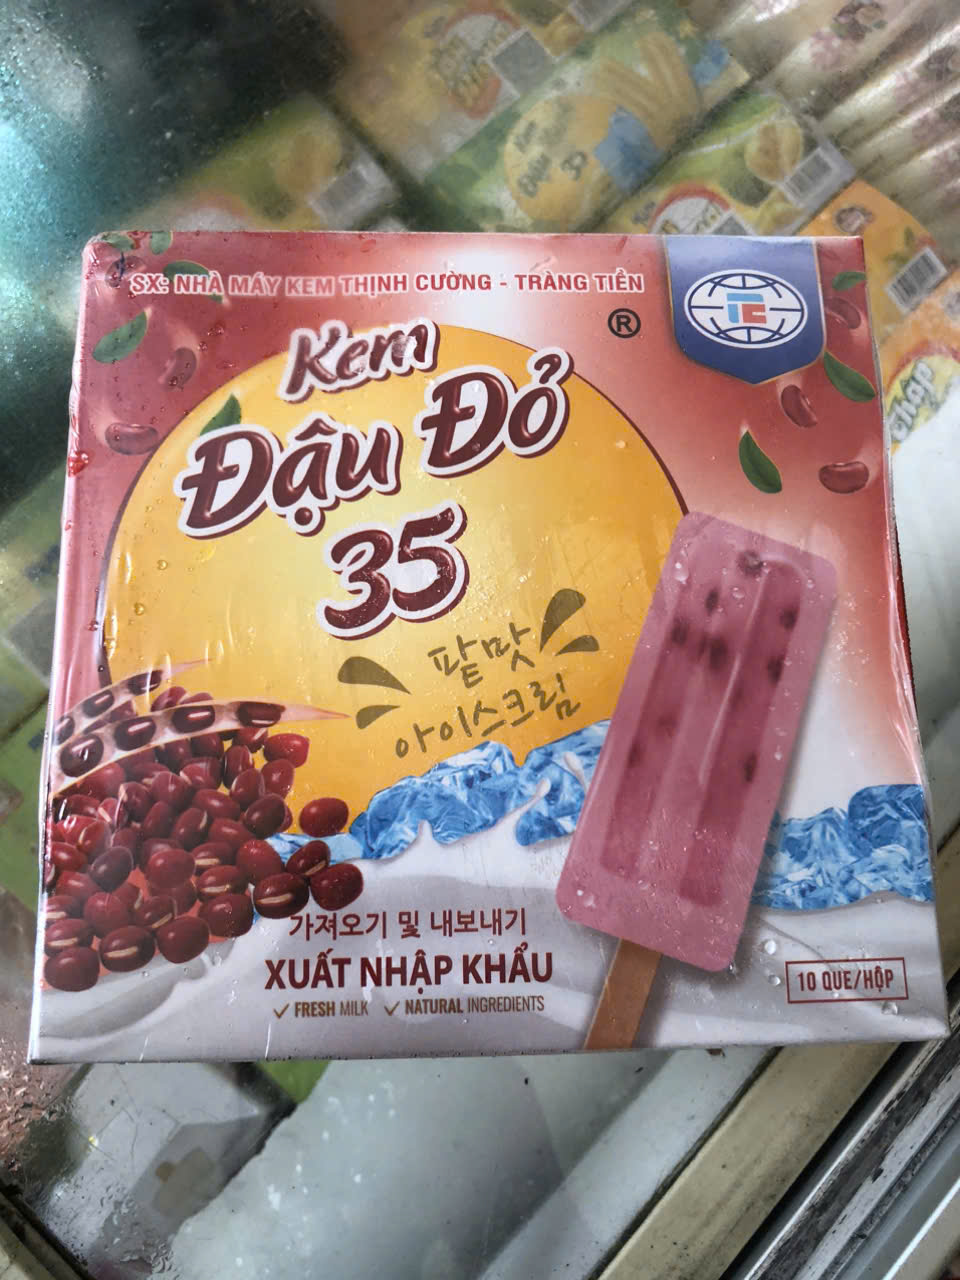 SX: NHÀ MÁY KEM THỊNH CƯỜNG - TRÀNG TIỀN
®
Kem
Đậu Đỏ
35
팥맛
아이스크림
가져오기 및 내보내기
XUẤT NHẬP KHẨU
FRESH MILK NATURAL INGREDIENTS
10 QUE/HỘP